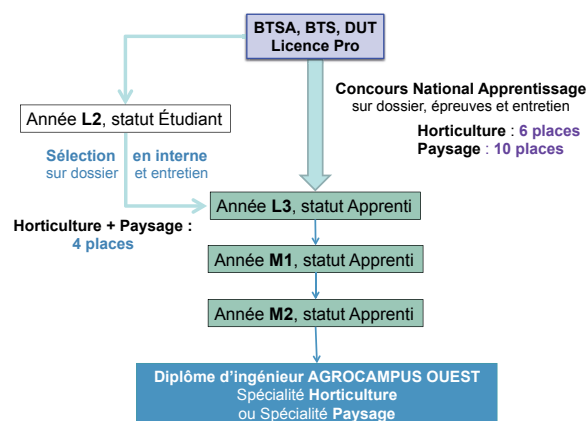 BTSA, BTS, DUT
Licence Pro
Concours National Apprentissage
sur dossier, épreuves et entretien
Horticulture : 6 places
Paysage : 10 places
Année L2, statut Étudiant
Sélection en interne
sur dossier et entretien
Horticulture + Paysage :
4 places
Année L3, statut Apprenti
Année M1, statut Apprenti
Année M2, statut Apprenti
Diplôme d'ingénieur AGROCAMPUS OUEST
Spécialité Horticulture
ou Spécialité Paysage